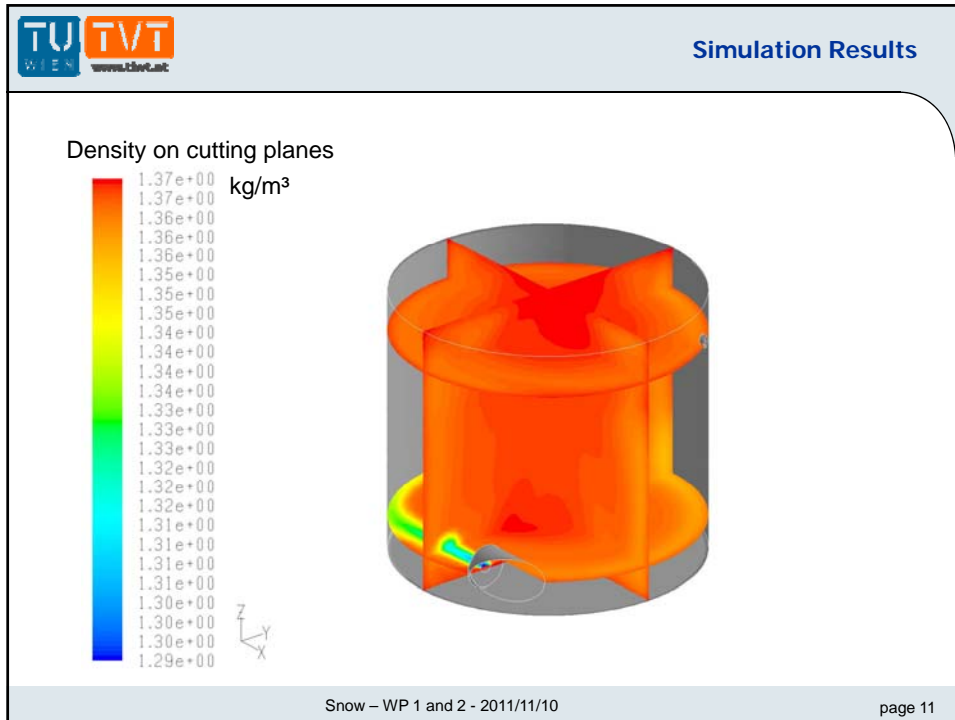 TU TVT
WIEN www.tivt.at
Simulation Results
Density on cutting planes
kg/m³
1.37e+00
1.37e+00
1.36e+00
1.36e+00
1.36e+00
1.35e+00
1.35e+00
1.35e+00
1.34e+00
1.34e+00
1.34e+00
1.34e+00
1.33e+00
1.33e+00
1.33e+00
1.32e+00
1.32e+00
1.32e+00
1.31e+00
1.31e+00
1.31e+00
1.31e+00
1.30e+00
1.30e+00
1.30e+00
1.29e+00
Z
Y
X
Snow – WP 1 and 2 - 2011/11/10
page 11